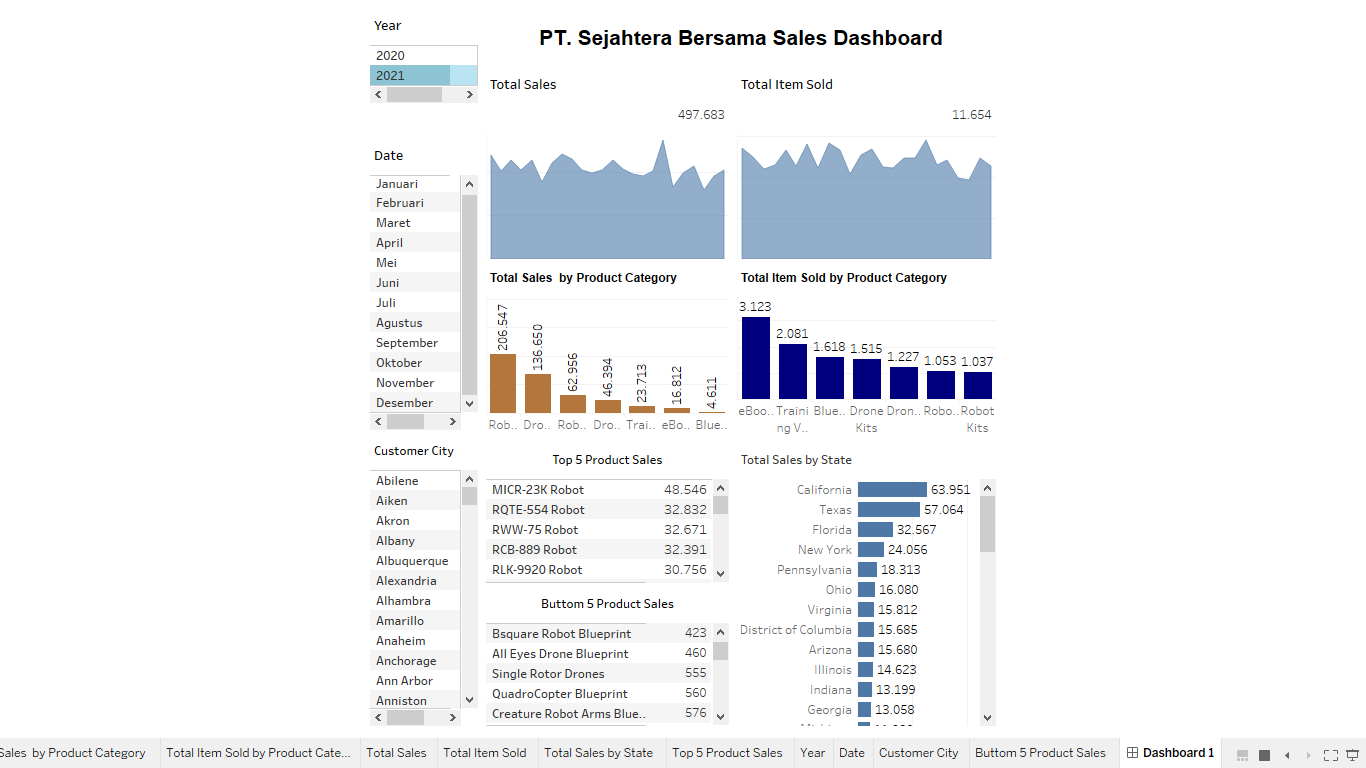 PT. Sejahtera Bersama Sales Dashboard
Year
2020
2021
Date
Januari
Februari
Maret
April
Mei
Juni
Juli
Agustus
September
Oktober
November
Desember
Customer City
Abilene
Aiken
Akron
Albany
Albuquerque
Alexandria
Alhambra
Amarillo
Anaheim
Anchorage
Ann Arbor
Anniston
Total Sales
497.683
Total Item Sold
11.654
Total Sales by Product Category
206.547
136.650
62.956
46.394
23.713
16.812
4.611
Rob.. Dro.. Rob.. Dro.. Trai.. eBo.. Blue..
Total Item Sold by Product Category
3.123
2.081
1.618
1.515
1.227
1.053
1.037
eBoo.. Traini Blue.. Drone Dron.. Robo.. Robot
ng V.. Kits Kits
Top 5 Product Sales
MICR-23K Robot 48.546
RQTE-554 Robot 32.832
RWW-75 Robot 32.671
RCB-889 Robot 32.391
RLK-9920 Robot 30.756
Buttom 5 Product Sales
Bsquare Robot Blueprint 423
All Eyes Drone Blueprint 460
Single Rotor Drones 555
QuadroCopter Blueprint 560
Creature Robot Arms Blue.. 576
Total Sales by State
California 63.951
Texas 57.064
Florida 32.567
New York 24.056
Pennsylvania 18.313
Ohio 16.080
Virginia 15.812
District of Columbia 15.685
Arizona 15.680
Illinois 14.623
Indiana 13.199
Georgia 13.058
Sales by Product Category
Total Item Sold by Product Cate...
Total Sales
Total Item Sold
Total Sales by State
Top 5 Product Sales
Year
Date
Customer City
Buttom 5 Product Sales
Dashboard 1